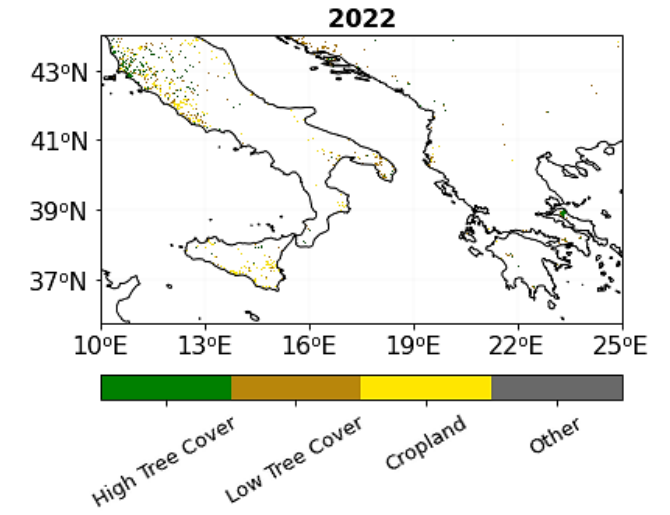 2022
43ºN
41ºN
39ºN
37ºN
10ºE 13ºE 16ºE 19ºE 22ºE 25ºE
High Tree Cover Low Tree Cover Cropland Other